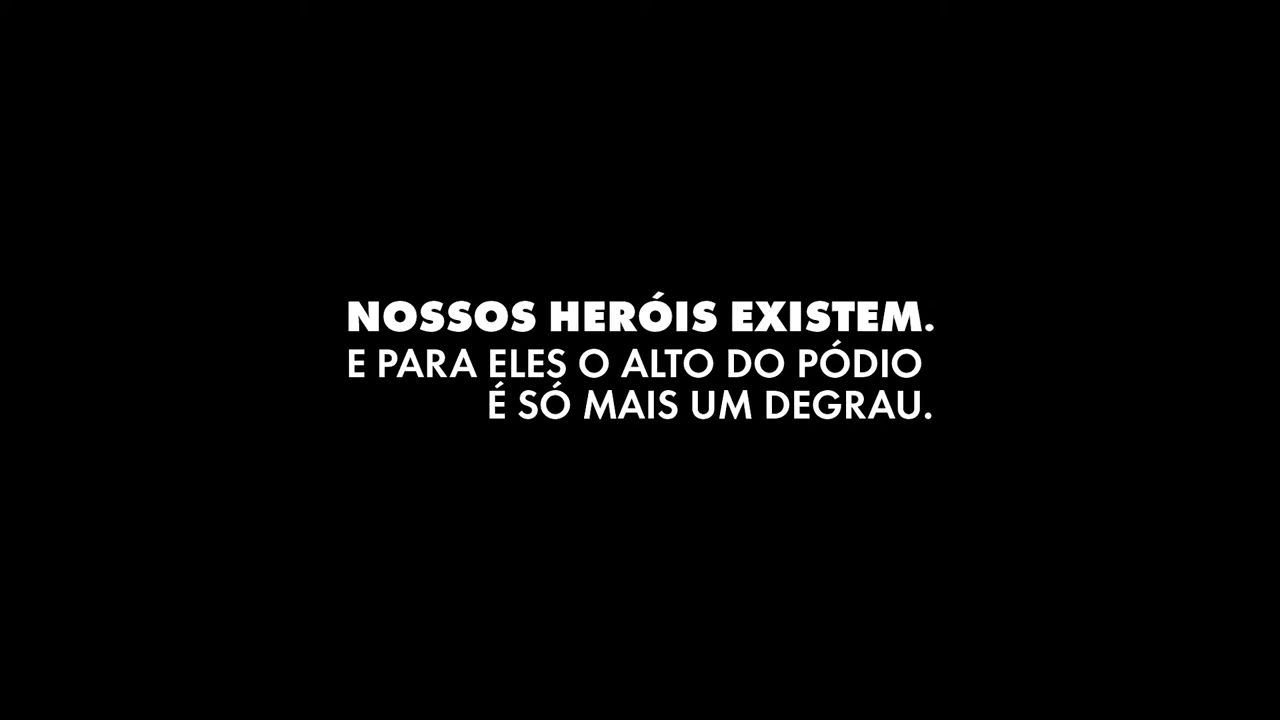 NOSSOS HERÓIS EXISTEM.
E PARA ELES O ALTO DO PÓDIO
É SÓ MAIS UM DEGRAU.